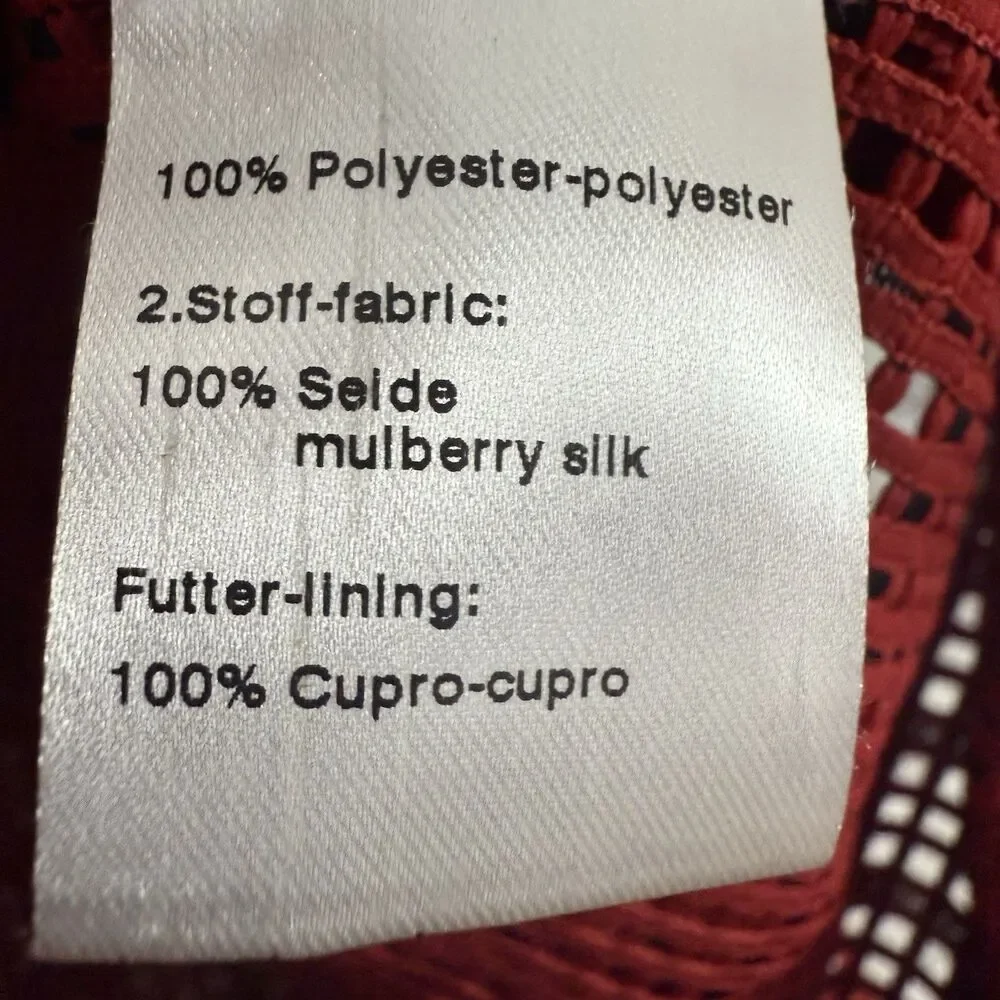 100% Polyester-polyester
2.Stoff-fabric:
100% Seide
mulberry silk
Futter-lining:
100% Cupro-cupro